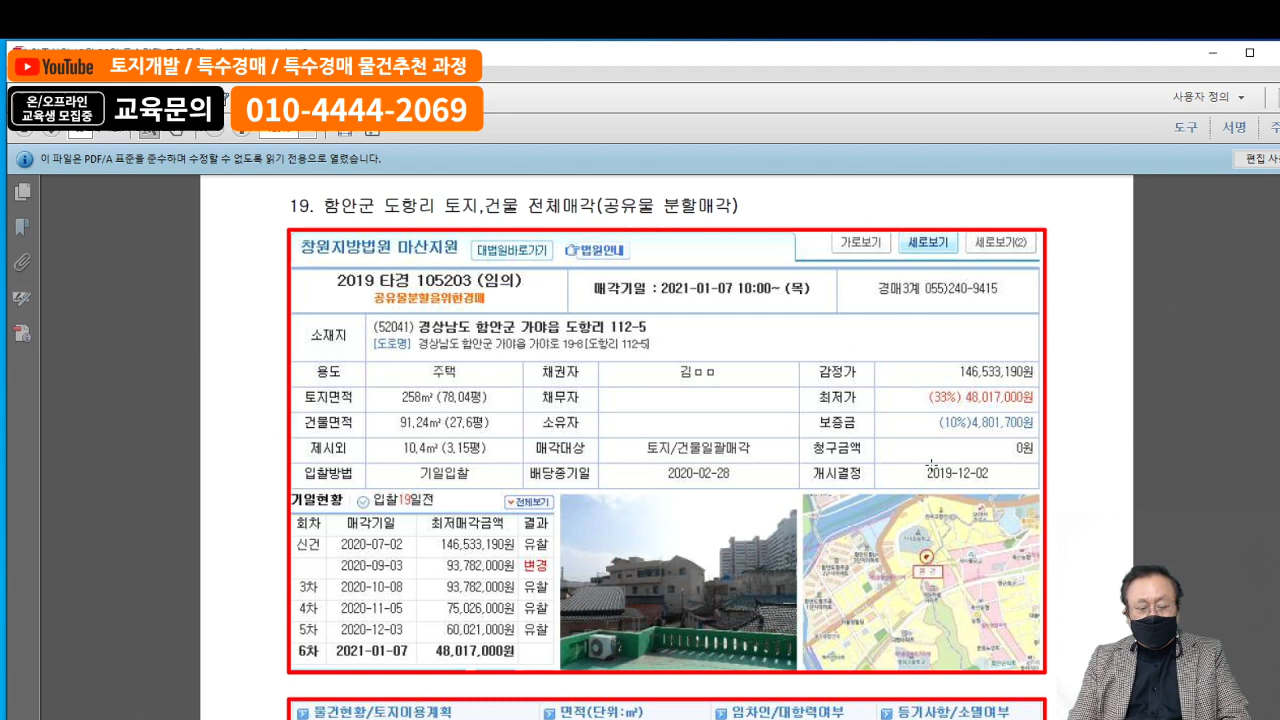 YouTube 토지개발 / 특수경매 / 특수경매 물건추천 과정
온/오프라인
교육생 모집중
교육문의
010-4444-2069
사용자 정의
도구
서명
이 파일은 PDF/A 표준을 준수하며 수정할 수 없도록 읽기 전용으로 열렸습니다.
편집
19. 함안군 도항리 토지,건물 전체매각(공유물 분할매각)
창원지방법원 마산지원 대법원바로가기 법원안내 가로보기 세로보기 세로보기(2)
2019 타경 105203 (임의)
공유물분할을위한경매
매각기일 : 2021-01-07 10:00~ (목)
경매3계 055)240-9415
소재지 (52041) 경상남도 함안군 가야읍 도항리 112-5
[도로명] 경상남도 함안군 가야읍 가야로 19-8 [도항리 112-5]
용도 주택 채권자 김ㅁㅁ 감정가 146,533,190원
토지면적 258㎡ (78,04평) 채무자 최저가 (33%) 48,017,000원
건물면적 91,24㎡ (27,6평) 소유자 보증금 (10%)4,801,700원
제시외 10,4㎡ (3,15평) 매각대상 토지/건물일괄매각 청구금액 0원
입찰방법 기일입찰 배당종기일 2020-02-28 개시결정 2019-12-02
기일현황 입찰19일전 전체보기
회차 매각기일 최저매각금액 결과
신건 2020-07-02 146,533,190원 유찰
2020-09-03 93,782,000원 변경
3차 2020-10-08 93,782,000원 유찰
4차 2020-11-05 75,026,000원 유찰
5차 2020-12-03 60,021,000원 유찰
6차 2021-01-07 48,017,000원
물건현황/토지이용계획 면적(단위:㎡) 임차인/대항력여부 등기사항/소멸여부